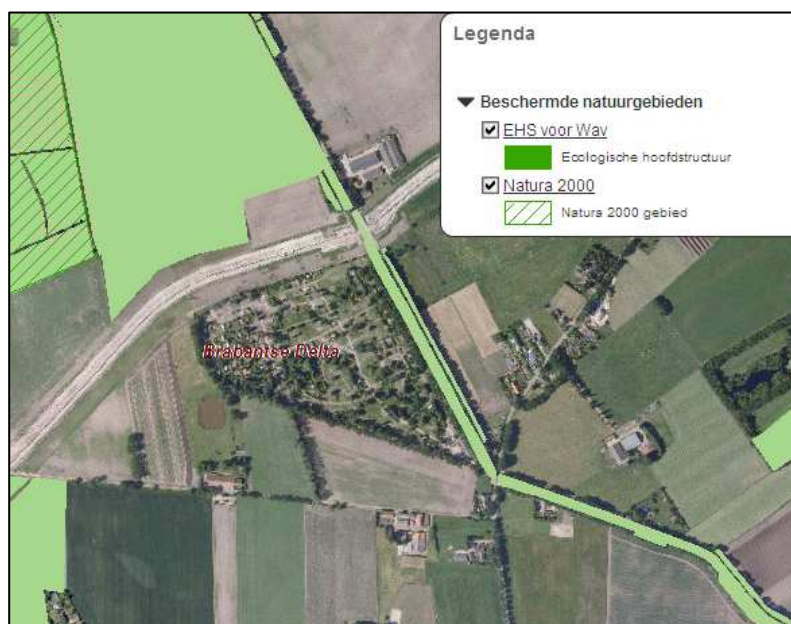 Legenda
Beschermde natuurgebieden
EHS voor Wav
Ecologische hoofdstructuur
Natura 2000
Natura 2000 gebied
Brabantse Delta